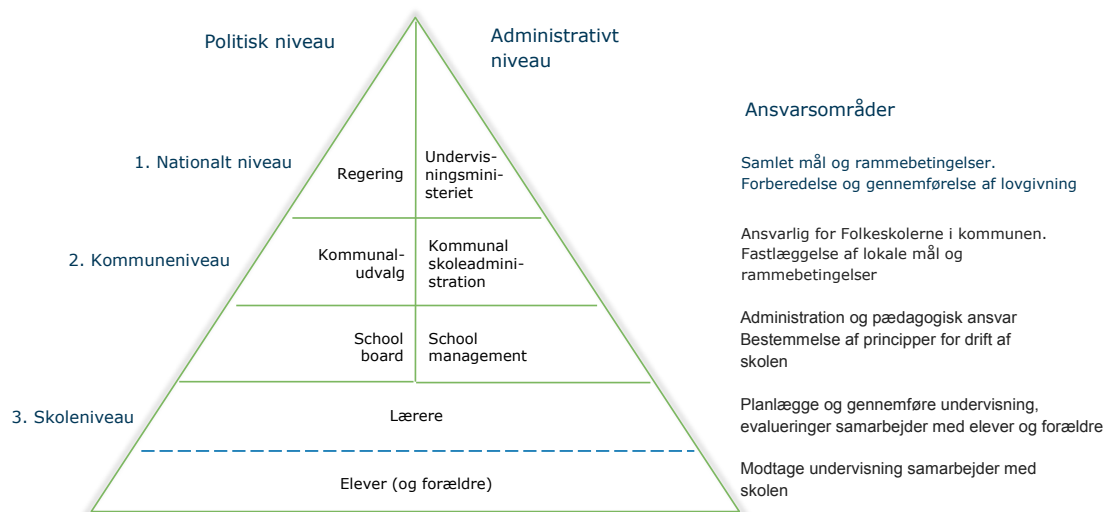 Politisk niveau
Administrativt
niveau
Ansvarsområder
1. Nationalt niveau
Regering
Undervis-
ningsmini-
steriet
Samlet mål og rammebetingelser.
Forberedelse og gennemførelse af lovgivning
2. Kommuneniveau
Kommunal-
udvalg
Kommunal
skoleadmini-
stration
Ansvarlig for Folkeskolerne i kommunen.
Fastlæggelse af lokale mål og
rammebetingelser
School
board
School
management
Administration og pædagogisk ansvar
Bestemmelse af principper for drift af
skolen
3. Skoleniveau
Lærere
Planlægge og gennemföre undervisning,
evalueringer samarbejder med elever og forældre
Elever (og forældre)
Modtage undervisning samarbejder med
skolen